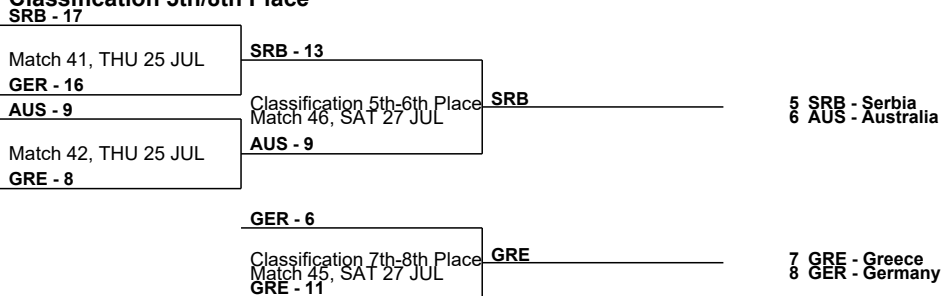 Classification 5th/8th Place
SRB - 17
Match 41, THU 25 JUL
GER - 16
AUS - 9
Match 42, THU 25 JUL
GRE - 8
SRB - 13
Classification 5th-6th Place
Match 46, SAT 27 JUL
AUS - 9
SRB
5 SRB - Serbia
6 AUS - Australia
GER - 6
Classification 7th-8th Place
Match 45, SAT 27 JUL
GRE - 11
GRE
7 GRE - Greece
8 GER - Germany